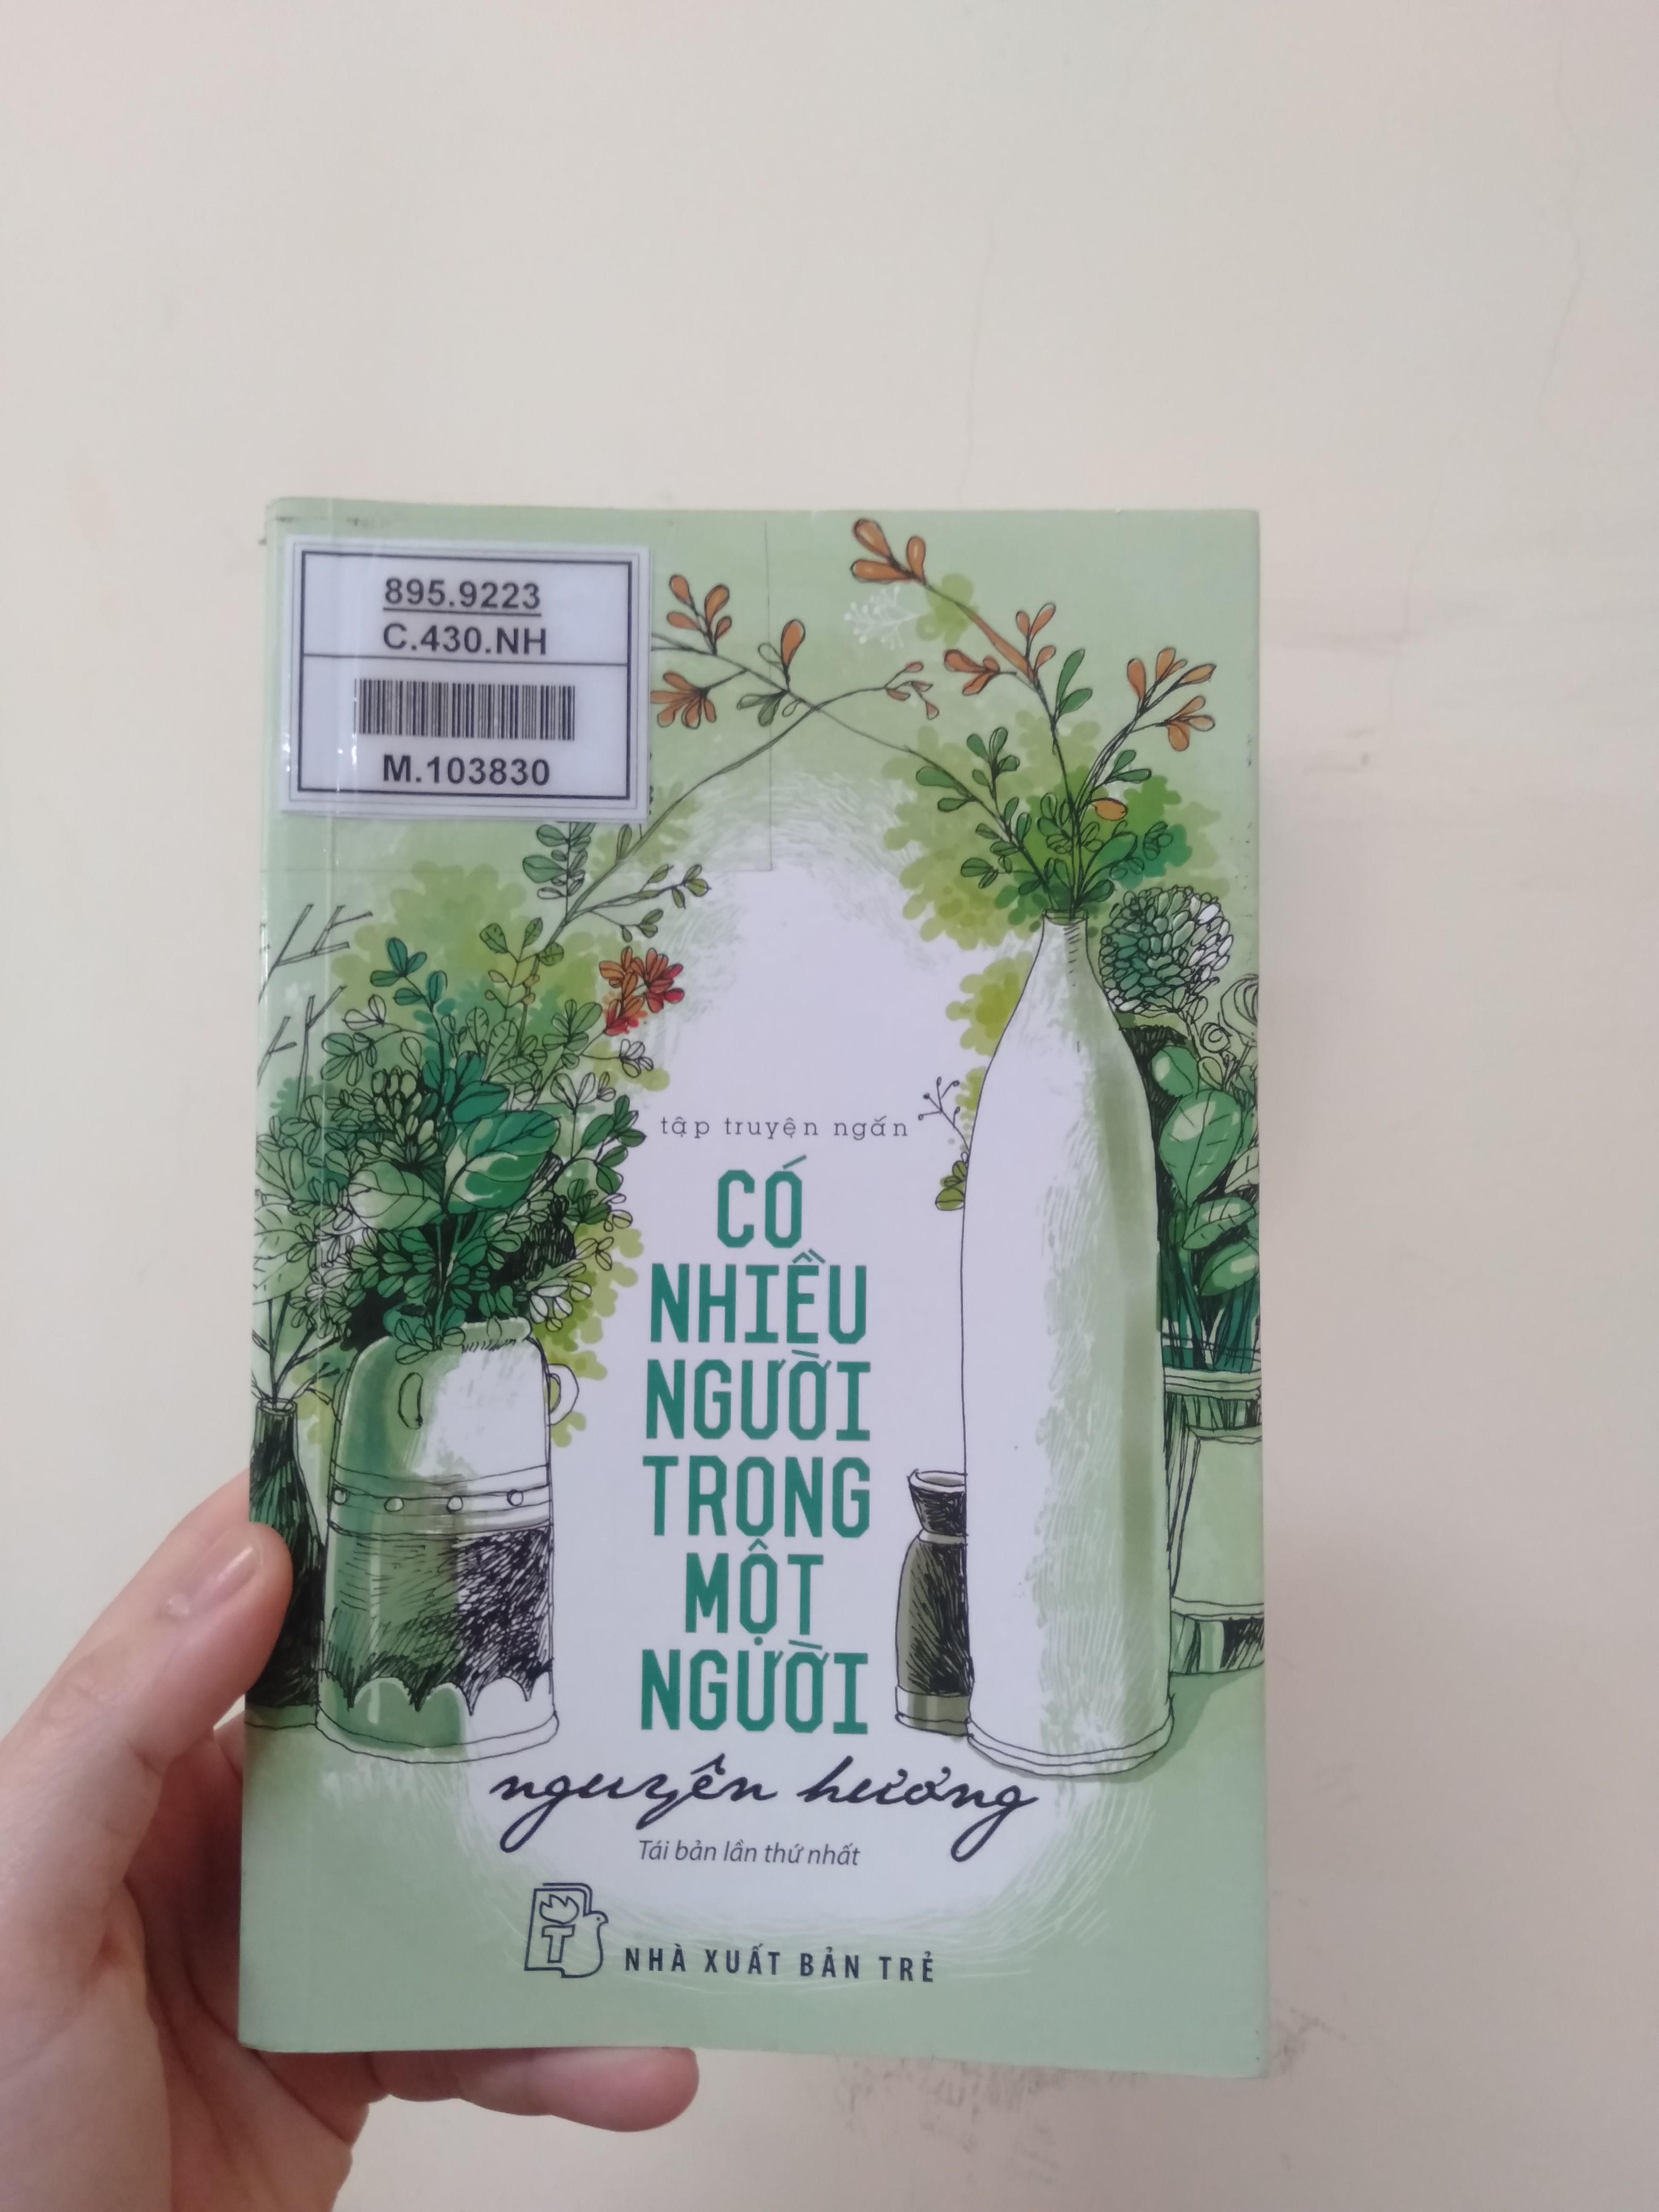 895.9223
C.430.NH
M.103830
tập truyện ngắn
CÓ
NHIỀU
NGƯỜI
TRONG
MỘT
NGƯỜI
nguyên hương
Tái bản lần thứ nhất
T
NHÀ XUẤT BẢN TRẺ